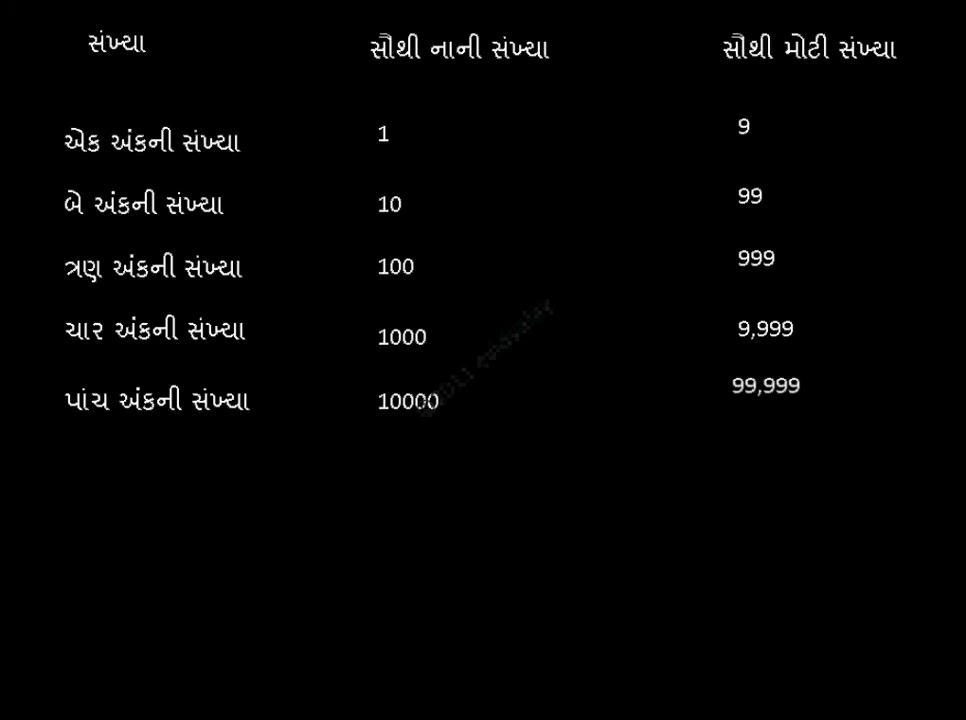 સંખ્યા સૌથી નાની સંખ્યા સૌથી મોટી સંખ્યા
એક અંકની સંખ્યા 1 9
બે અંકની સંખ્યા 10 99
ત્રણ અંકની સંખ્યા 100 999
ચાર અંકની સંખ્યા 1000 9,999
પાંચ અંકની સંખ્યા 10000 99,999